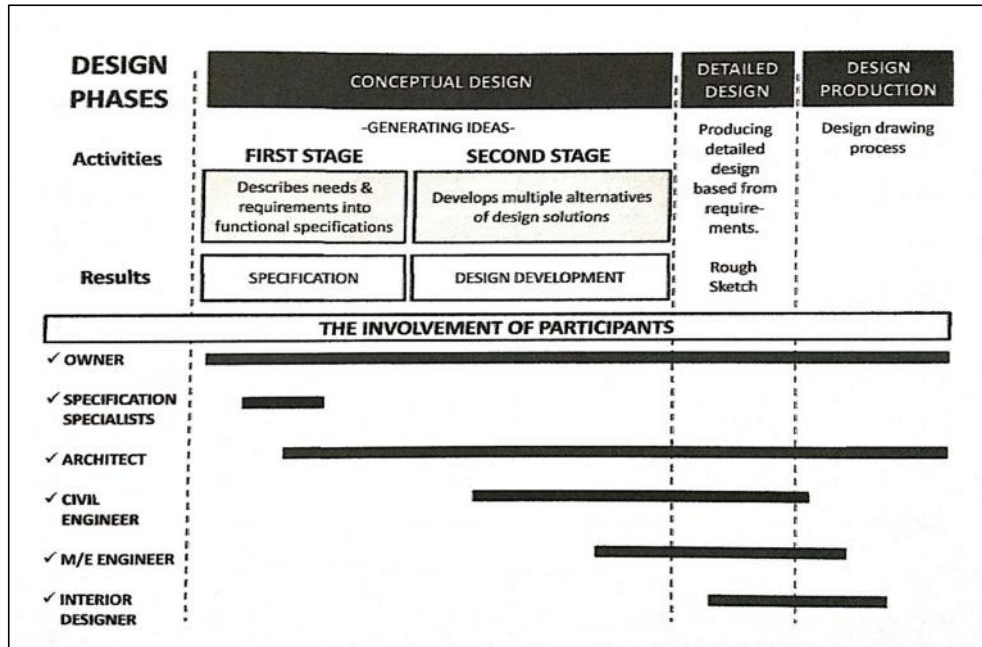 DESIGN
PHASES
CONCEPTUAL DESIGN
DETAILED
DESIGN
DESIGN
PRODUCTION
Activities
-GENERATING IDEAS-
FIRST STAGE
SECOND STAGE
Describes needs &
requirements into
functional specifications
Develops multiple alternatives
of design solutions
Producing
detailed
design
based from
require-
ments.
Design drawing
process
Results
SPECIFICATION
DESIGN DEVELOPMENT
Rough
Sketch
THE INVOLVEMENT OF PARTICIPANTS
✓ OWNER
✓ SPECIFICATION
SPECIALISTS
✓ ARCHITECT
✓ CIVIL
ENGINEER
✓ M/E ENGINEER
✓ INTERIOR
DESIGNER